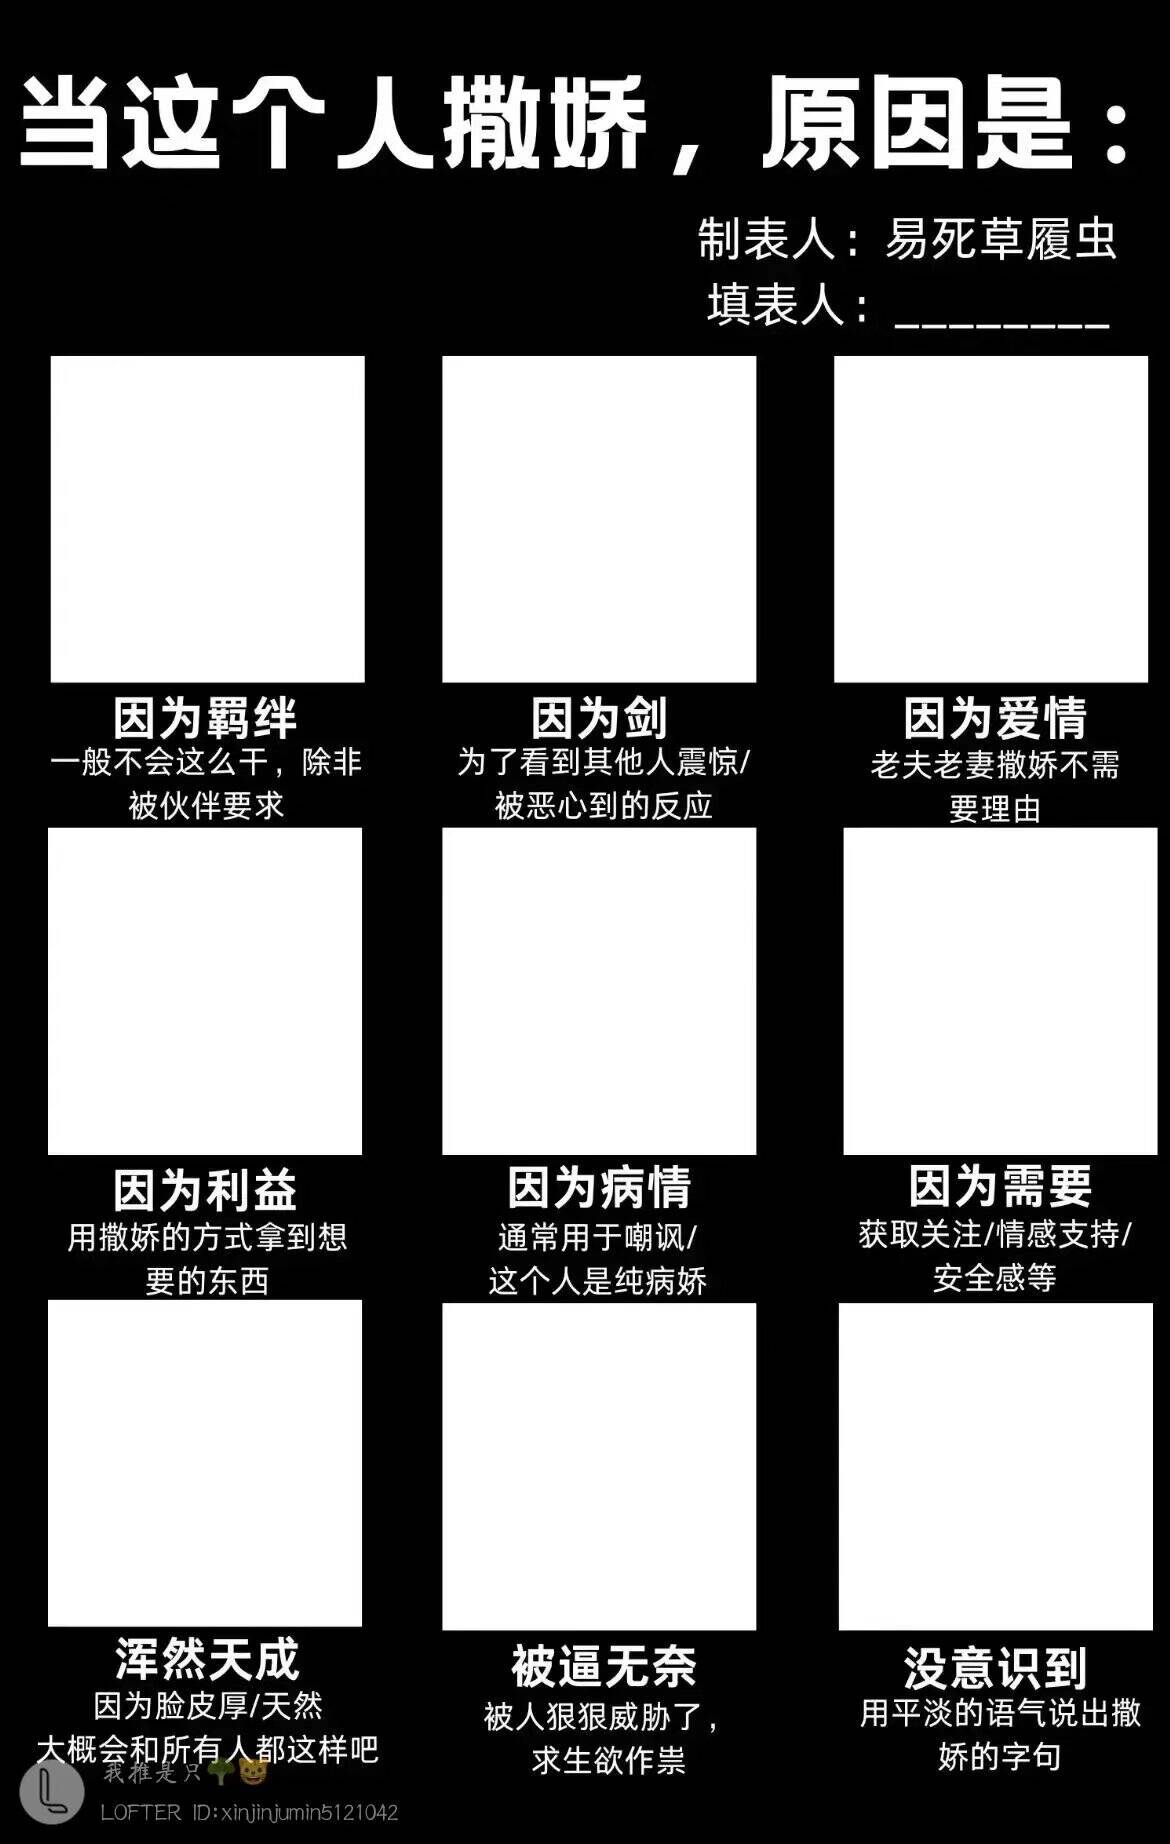 当这个人撒娇，原因是：
制表人：易死草履虫
填表人：________
因为羁绊
一般不会这么干，除非
被伙伴要求
因为剑
为了看到其他人震惊/
被恶心到的反应
因为爱情
老夫老妻撒娇不需
要理由
因为利益
用撒娇的方式拿到想
要的东西
因为病情
通常用于嘲讽/
这个人是纯病娇
因为需要
获取关注/情感支持/
安全感等
浑然天成
因为脸皮厚/天然
大概会和所有人都这样吧
被逼无奈
被人狠狠威胁了，
求生欲作祟
没意识到
用平淡的语气说出撒
娇的字句
我推是只🌳😺
LOFTER ID:xinjinjumin5121042